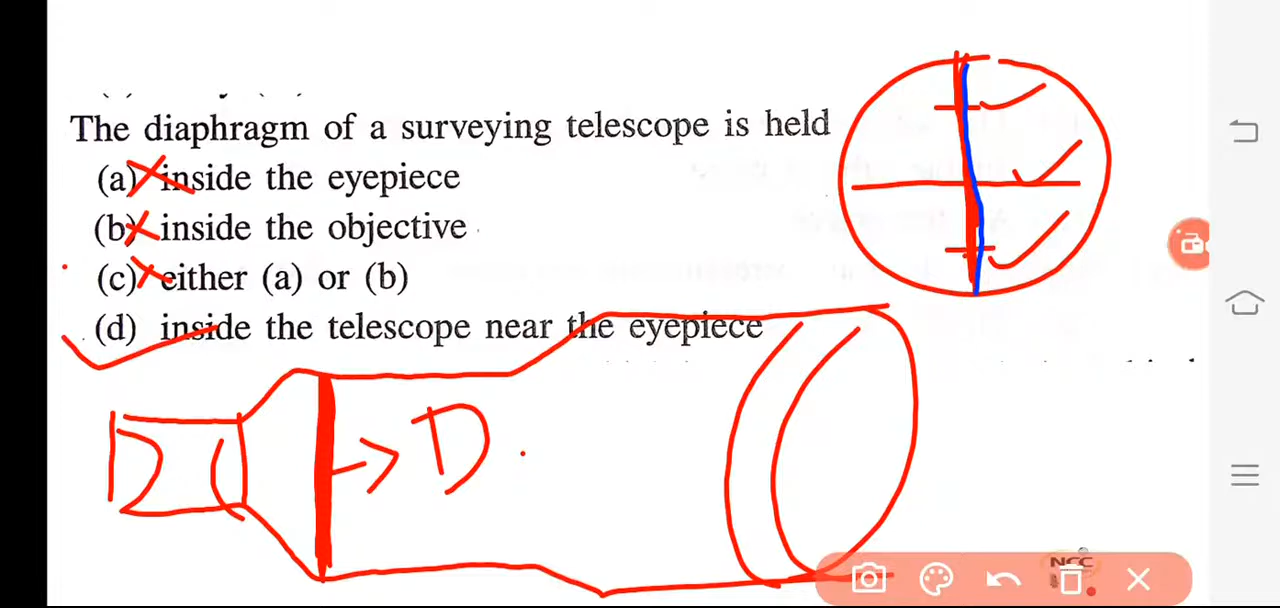 The diaphragm of a surveying telescope is held
(a) inside the eyepiece
(b) inside the objective
(c) either (a) or (b)
(d) inside the telescope near the eyepiece
D
NCC